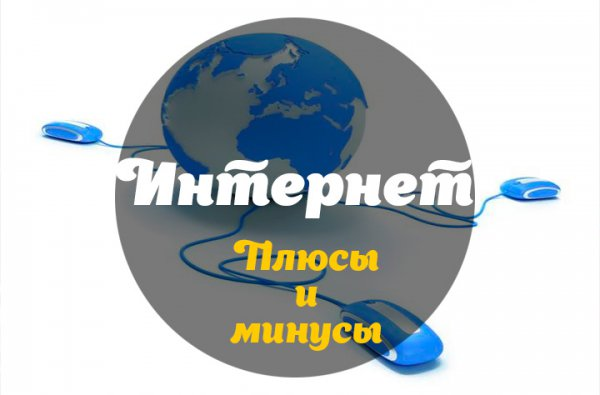 Интернет
Плюсы
и
минусы